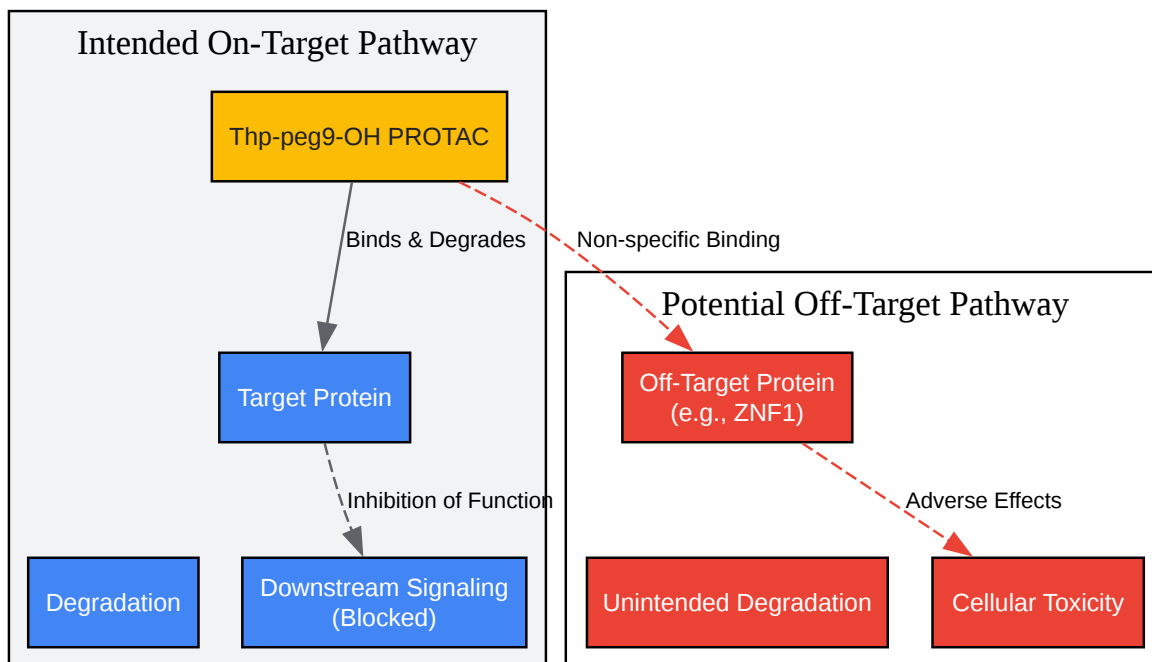 Intended On-Target Pathway
Thp-peg9-OH PROTAC
Binds & Degrades
Non-specific Binding
Potential Off-Target Pathway
Target Protein
Off-Target Protein
(e.g., ZNF1)
Inhibition of Function
Adverse Effects
Degradation
Downstream Signaling
(Blocked)
Unintended Degradation
Cellular Toxicity